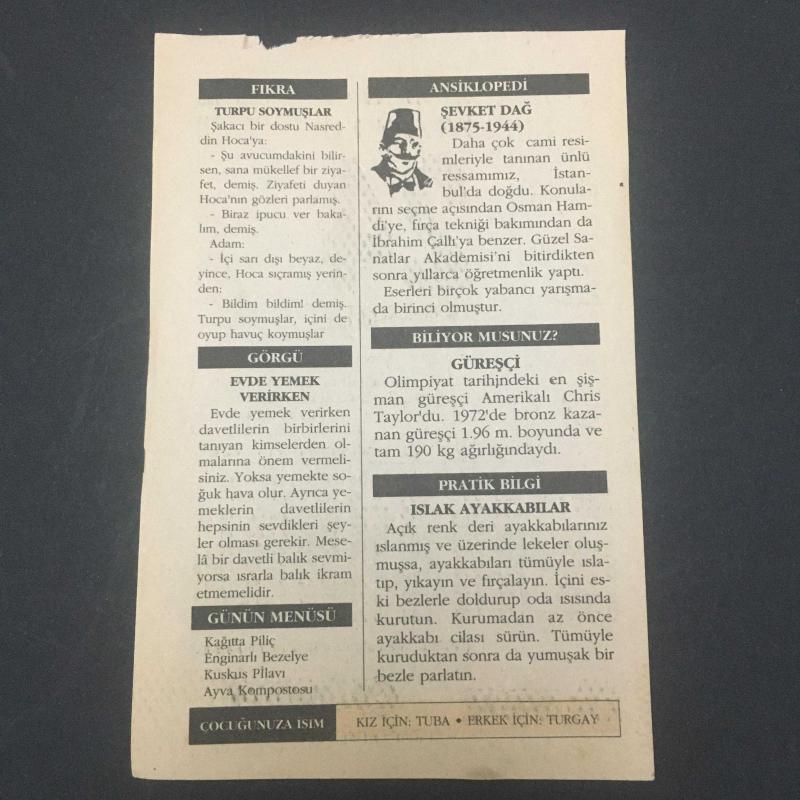 FIKRA
TURPU SOYMUŞLAR
Şakacı bir dostu Nasred-
din Hoca'ya:
- Şu avucumdakini bilir-
sen, sana mükellef bir ziya-
fet, demiş. Ziyafeti duyan
Hoca'nın gözleri parlamış.
- Biraz ipucu ver baka-
lım, demiş.
Adam:
- İçi sarı dışı beyaz, de-
yince, Hoca sıçramış yerin-
den:
- Bildim bildim! demiş.
Turpu soymuşlar, içini de
oyup havuç koymuşlar
GÖRGÜ
EVDE YEMEK
VERİRKEN
Evde yemek verirken
davetlilerin birbirlerini
tanıyan kimselerden ol-
malarına önem vermeli-
siniz. Yoksa yemekte so-
ğuk hava olur. Ayrıca ye-
meklerin davetlilerin
hepsinin sevdikleri şey-
ler olması gerekir. Mese-
lâ bir davetli balık sevmi-
yorsa ısrarla balık ikram
etmemelidir.
GÜNÜN MENÜSÜ
Kağıtta Piliç
Enginarlı Bezelye
Kuskus Pilavı
Ayva Kompostosu
ANSİKLOPEDİ
ŞEVKET DAĞ
(1875-1944)
Daha çok cami resi-
mleriyle tanınan ünlü
ressamımız, İstan-
bul'da doğdu. Konula-
rını seçme açısından Osman Ham-
di'ye, fırça tekniği bakımından da
İbrahim Çallı'ya benzer. Güzel Sa-
natlar Akademisi'ni bitirdikten
sonra yıllarca öğretmenlik yaptı.
Eserleri birçok yabancı yarışma-
da birinci olmuştur.
BİLİYOR MUSUNUZ?
GÜREŞÇİ
Olimpiyat tarihjndeki en şiş-
man güreşçi Amerikalı Chris
Taylor'du. 1972'de bronz kaza-
nan güreşçi 1.96 m. boyunda ve
tam 190 kg ağırlığındaydı.
PRATİK BİLGİ
ISLAK AYAKKABILAR
Açık renk deri ayakkabılarınız
ıslanmış ve üzerinde lekeler oluş-
muşsa, ayakkabıları tümüyle ısla-
tıp, yıkayın ve fırçalayın. İçini es-
ki bezlerle doldurup oda ısısında
kurutun. Kurumadan az önce
ayakkabı cilası sürün. Tümüyle
kuruduktan sonra da yumuşak bir
bezle parlatın.
ÇOCUĞUNUZA İSİM
KIZ İÇİN: TUBA • ERKEK İÇİN: TURGAY